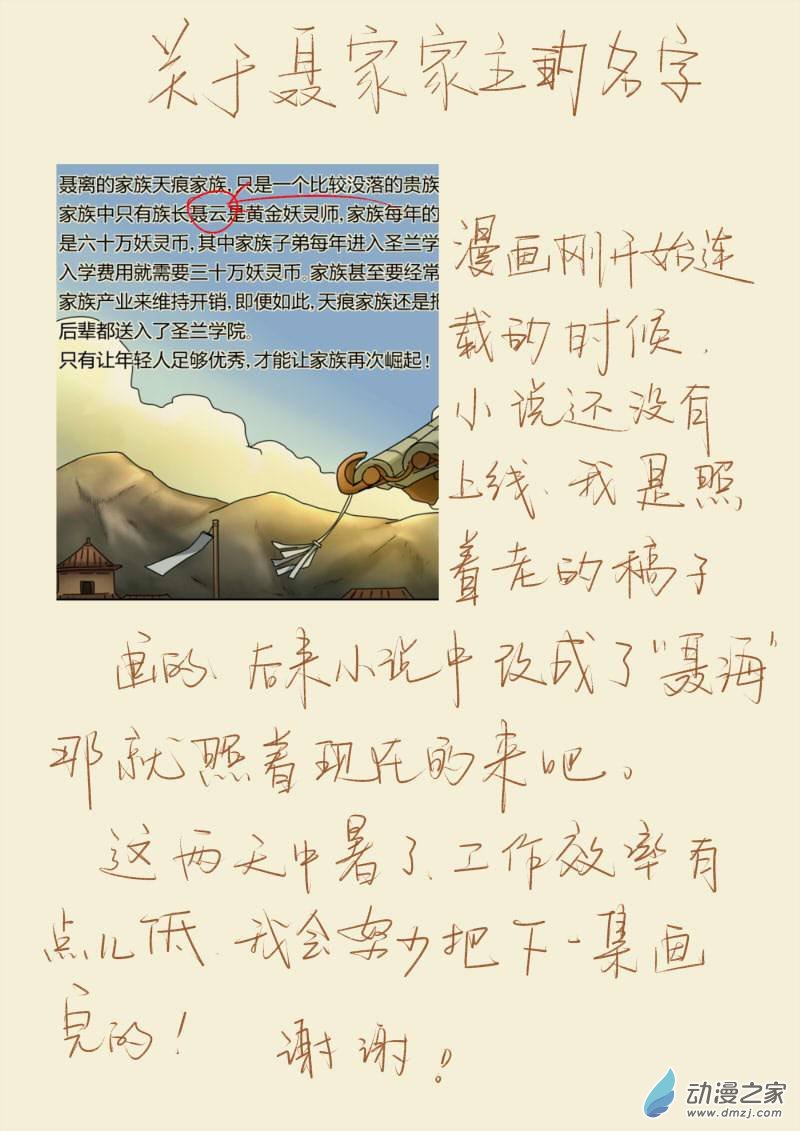 关于聂家家主的名字
聂离的家族天痕家族，只是一个比较没落的贵族
家族中只有族长聂云是黄金妖灵师，家族每年的
是六十万妖灵币，其中家族子弟每年进入圣兰学
入学费用就需要三十万妖灵币。家族甚至要经常
家族产业来维持开销，即便如此，天痕家族还是把
后辈都送入了圣兰学院。
只有让年轻人足够优秀，才能让家族再次崛起！
漫画刚开始连
载的时候、
小说还没有
上线、我是照
着老的稿子
画的、后来小说中改成了“聂海”
那就照着现在的来吧。
这两天中暑了、工作效率有
点儿低、我会努力把下一集画
完的！ 谢谢！
动漫之家
www.dmzj.com